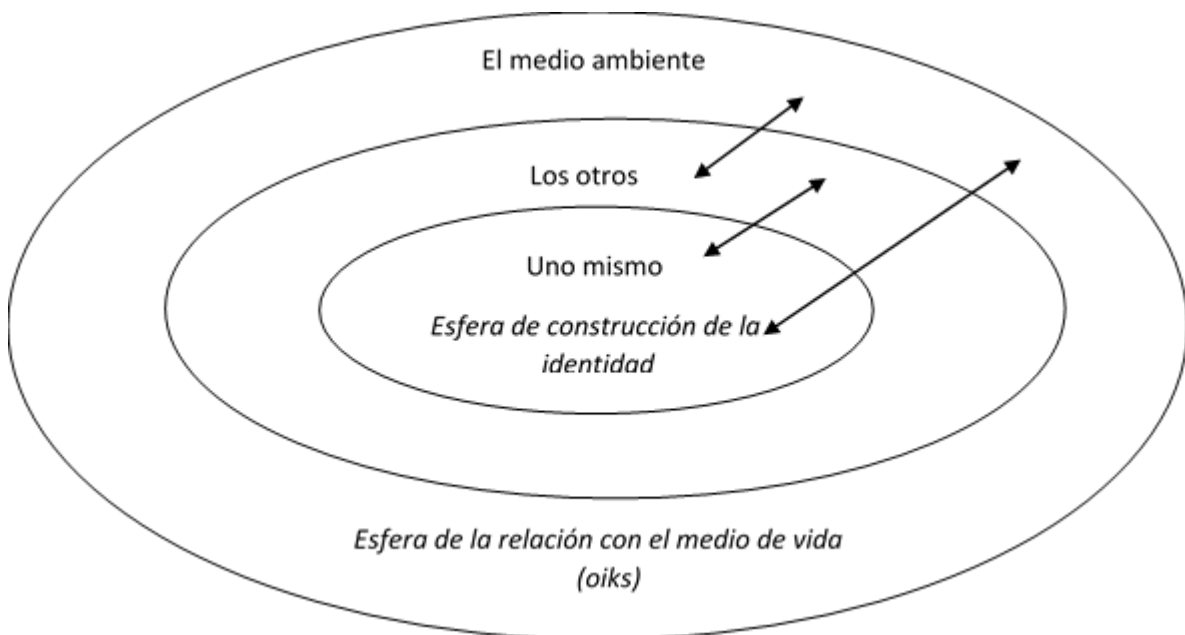 El medio ambiente
Los otros
Uno mismo
Esfera de construcción de la
identidad
Esfera de la relación con el medio de vida
(oiks)